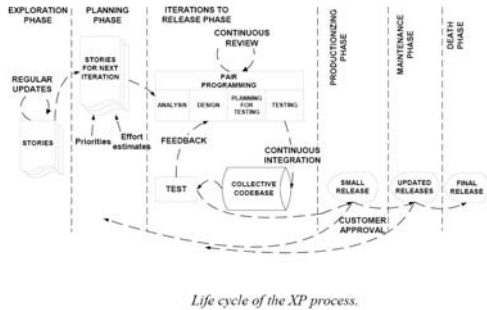 EXPLORATION
PHASE
PLANNING
PHASE
ITERATIONS TO
RELEASE PHASE
PRODUCTIONIZING
PHASE
MAINTENANCE
PHASE
DEATH
PHASE
REGULAR
UPDATES
STORIES
STORIES
FOR NEXT
ITERATION
Priorities
Effort
estimates
CONTINUOUS
REVIEW
PAIR
PROGRAMMING
ANALYSIS
DESIGN
PLANNING
FOR
TESTING
TESTING
FEEDBACK
CONTINUOUS
INTEGRATION
TEST
COLLECTIVE
CODEBASE
SMALL
RELEASE
UPDATED
RELEASES
FINAL
RELEASE
CUSTOMER
APPROVAL
Life cycle of the XP process.